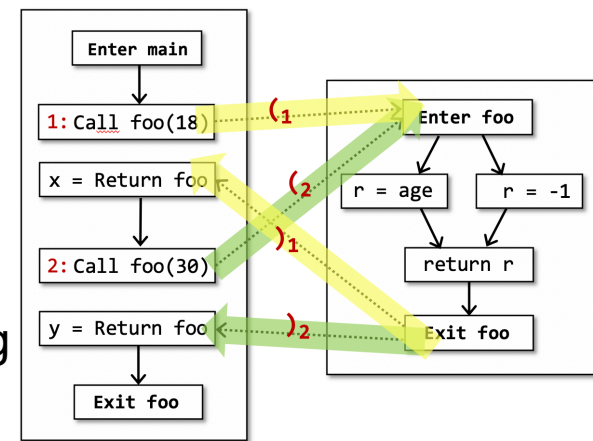 Enter main
1: Call foo(18)
x = Return foo
2: Call foo(30)
y = Return foo
Exit foo
(1
(2
)1
)2
Enter foo
r = age
r = -1
return r
Exit foo
g